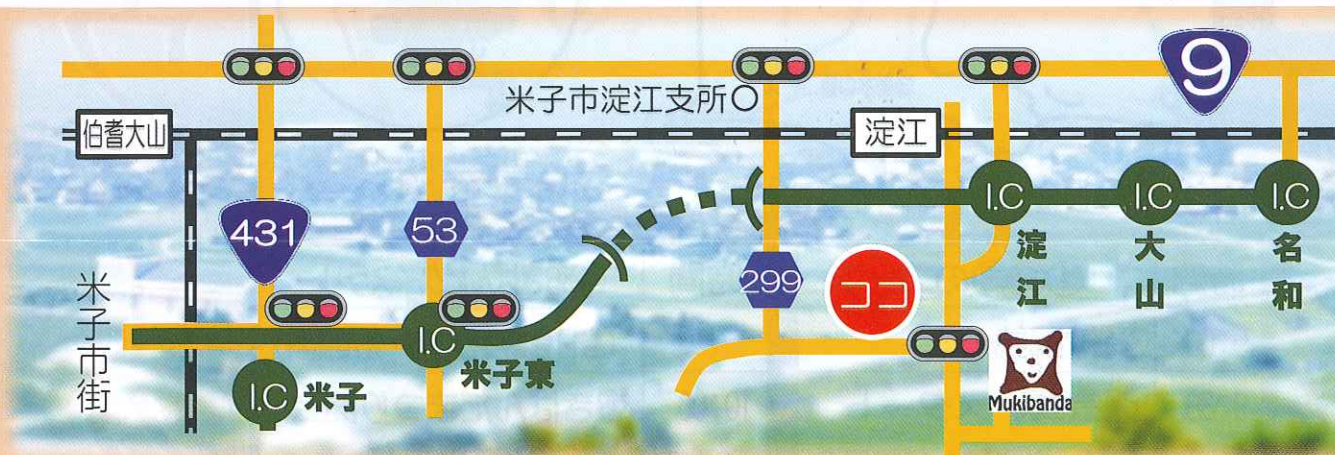 9
米子市淀江支所
伯耆大山
淀江
I.C
I.C
I.C
淀江
大山
名和
431
53
299
ココ
米子市街
I.C
米子東
I.C
米子
Mukibanda